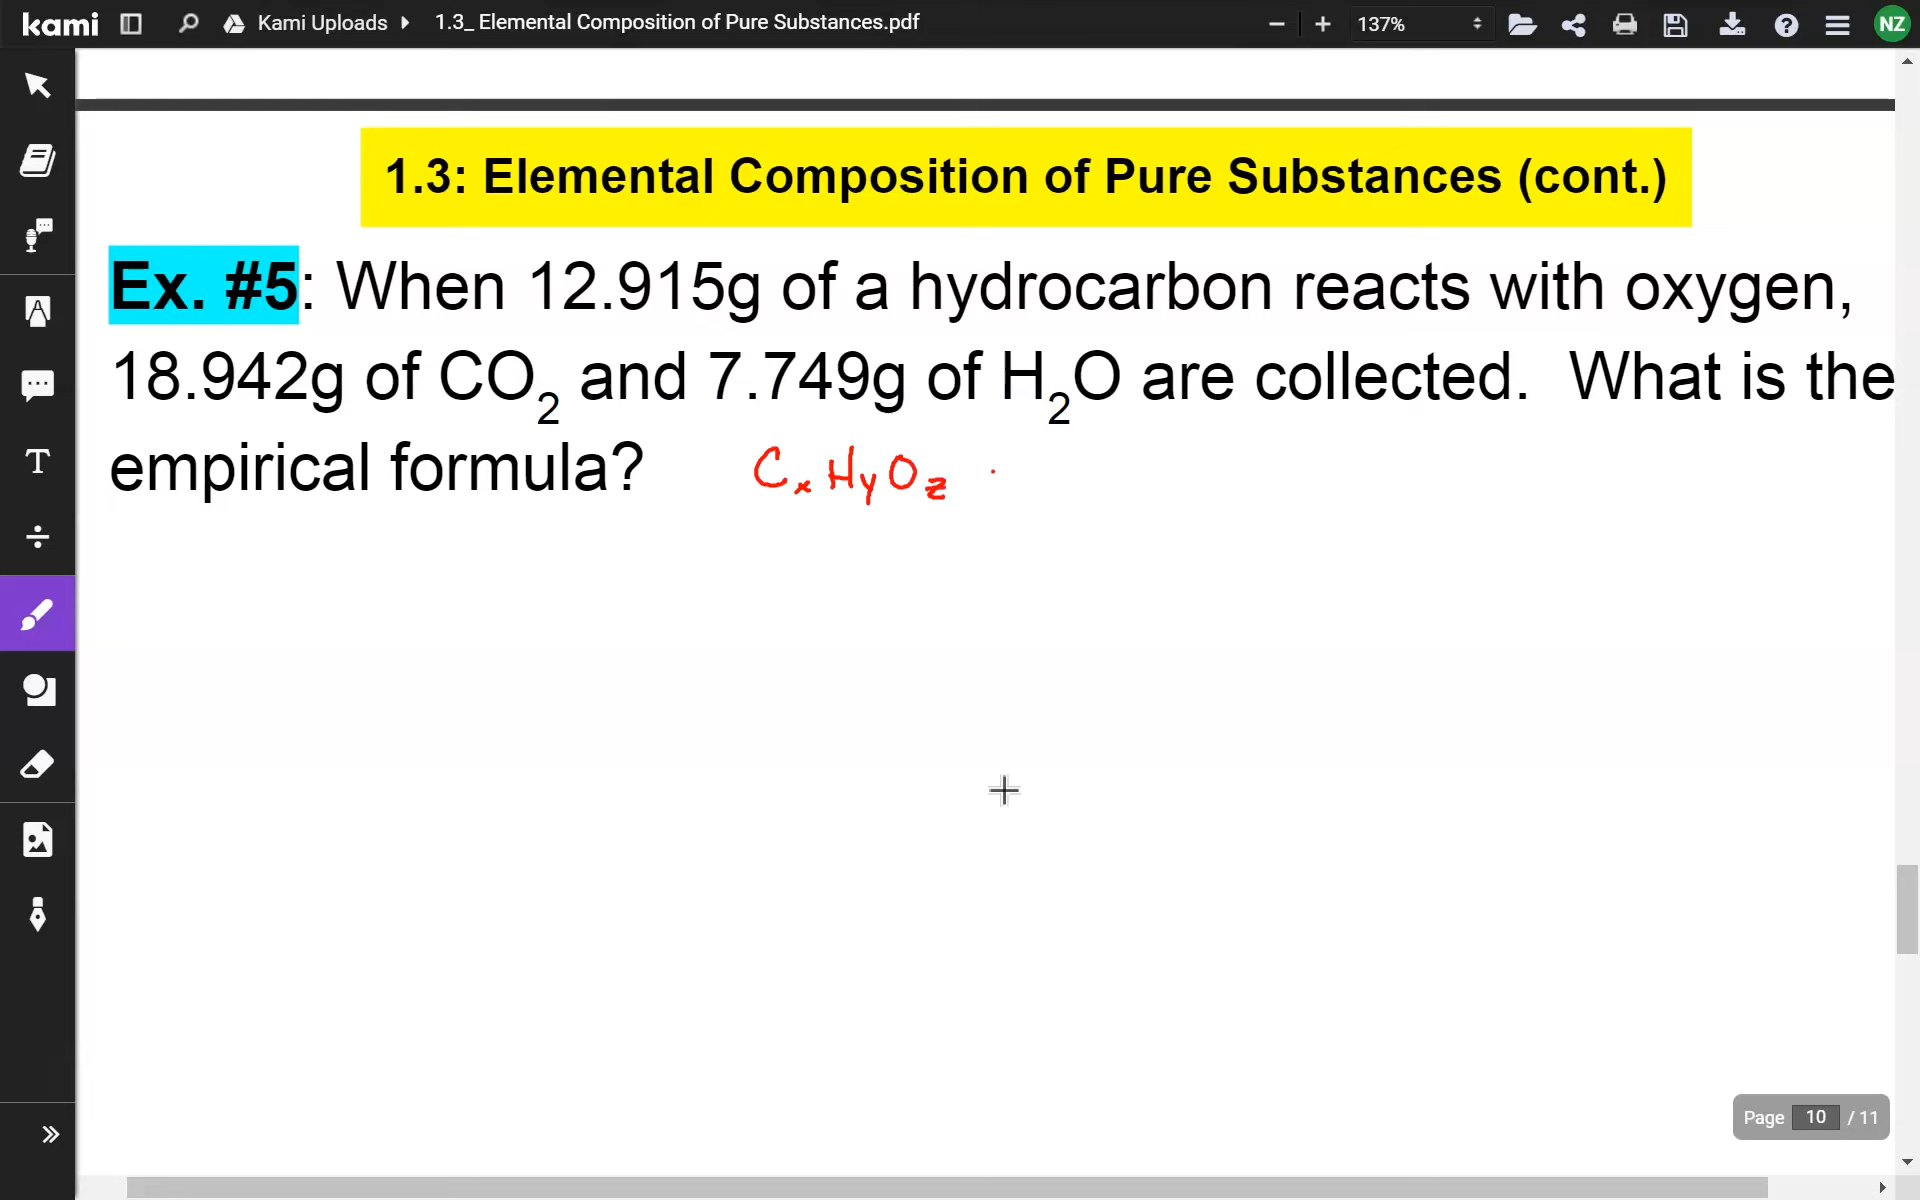 kami Kami Uploads 1.3_ Elemental Composition of Pure Substances.pdf − + 137% NZ
1.3: Elemental Composition of Pure Substances (cont.)
Ex. #5: When 12.915g of a hydrocarbon reacts with oxygen,
18.942g of CO₂ and 7.749g of H₂O are collected. What is the
empirical formula? CₓHᵧO_z
Page 10 / 11